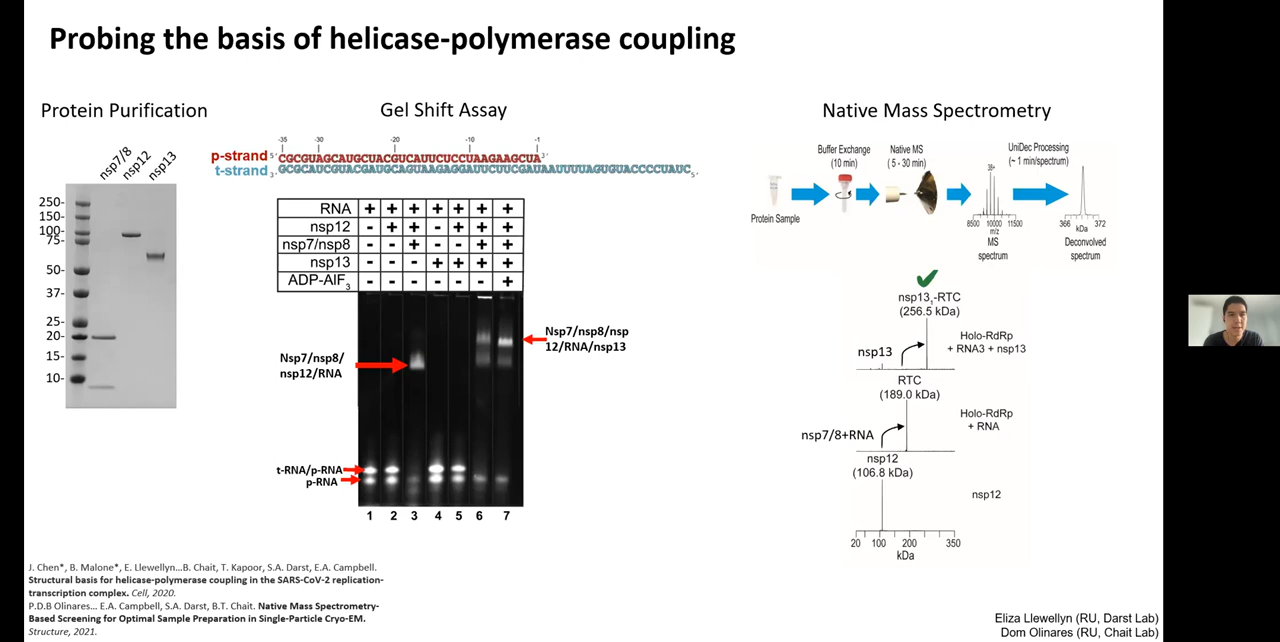 Probing the basis of helicase-polymerase coupling
Protein Purification
nsp7/8
nsp12
nsp13
250-
150-
100-
75-
50-
37-
25-
20-
15-
10-
Gel Shift Assay
-35 -30 -20 -10 -1
p-strand 5' CGCGUAGCAUGCUACGUCAUUCUCCUAAGAAGCUA 3'
t-strand 3' GCGCAUCGUACGAUGCAGUAAGAGGAUUCUUCGAUAAUUUUAGUGUACCCCUAUC 5'
RNA + + + + + + +
nsp12 - + + - + + +
nsp7/nsp8 - - + - - + +
nsp13 - - - + + + +
ADP-AlF3 - - - - - - +
Nsp7/nsp8/
nsp12/RNA
Nsp7/nsp8/nsp
12/RNA/nsp13
t-RNA/p-RNA
p-RNA
1 2 3 4 5 6 7
Native Mass Spectrometry
Protein Sample
Buffer Exchange
(10 min)
Native MS
( 5 - 30 min)
UniDec Processing
(~ 1 min/spectrum)
38+
8500 10000 11500
m/z
MS
spectrum
366 kDa 372
Deconvolved
spectrum
nsp13₁-RTC
(256.5 kDa)
nsp13
Holo-RdRp
+ RNA3 + nsp13
RTC
(189.0 kDa)
nsp7/8+RNA
Holo-RdRp
+ RNA
nsp12
(106.8 kDa)
nsp12
20 100 200 350
kDa
J. Chen*, B. Malone*, E. Llewellyn...B. Chait, T. Kapoor, S.A. Darst, E.A. Campbell.
Structural basis for helicase-polymerase coupling in the SARS-CoV-2 replication-
transcription complex. Cell, 2020.
P.D.B Olinares... E.A. Campbell, S.A. Darst, B.T. Chait. Native Mass Spectrometry-
Based Screening for Optimal Sample Preparation in Single-Particle Cryo-EM.
Structure, 2021.
Eliza Llewellyn (RU, Darst Lab)
Dom Olinares (RU, Chait Lab)